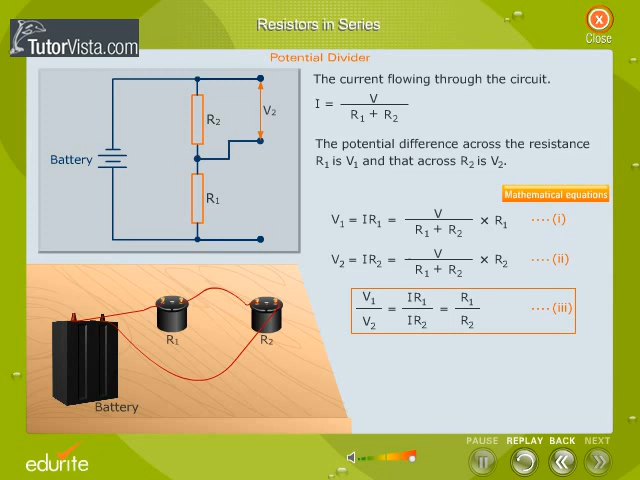 Resistors in Series
Close
TutorVista.com
Potential Divider
R₂
V₂
Battery
R₁
The current flowing through the circuit.
I = V / (R₁ + R₂)
The potential difference across the resistance
R₁ is V₁ and that across R₂ is V₂.
Mathematical equations
V₁ = IR₁ = V / (R₁ + R₂) × R₁ ····(i)
V₂ = IR₂ = V / (R₁ + R₂) × R₂ ····(ii)
V₁ / V₂ = IR₁ / IR₂ = R₁ / R₂ ····(iii)
R₁
R₂
Battery
PAUSE REPLAY BACK NEXT
edurite